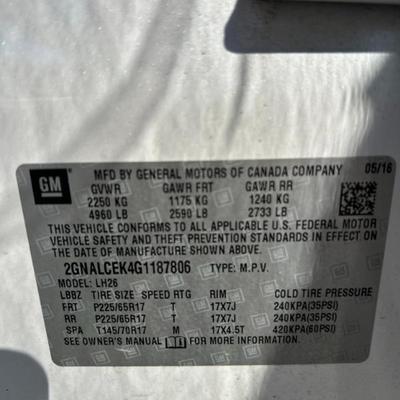 GM
MFD BY GENERAL MOTORS OF CANADA COMPANY 05/16
GVWR GAWR FRT GAWR RR
2250 KG 1175 KG 1240 KG
4960 LB 2590 LB 2733 LB
THIS VEHICLE CONFORMS TO ALL APPLICABLE U.S. FEDERAL MOTOR
VEHICLE SAFETY, BUMPER, AND THEFT PREVENTION STANDARDS IN EFFECT ON
THE DATE OF MANUFACTURE SHOWN ABOVE.
2GNALCEK4G1187806 TYPE: M.P.V.
MODEL: LH26
LBBZ TIRE SIZE SPEED RTG RIM COLD TIRE PRESSURE
FRT P225/65R17 T 17X7J 240KPA(35PSI)
RR P225/65R17 T 17X7J 240KPA(35PSI)
SPA T145/70R17 M 17X4.5T 420KPA(60PSI)
SEE OWNER'S MANUAL FOR MORE INFORMATION.